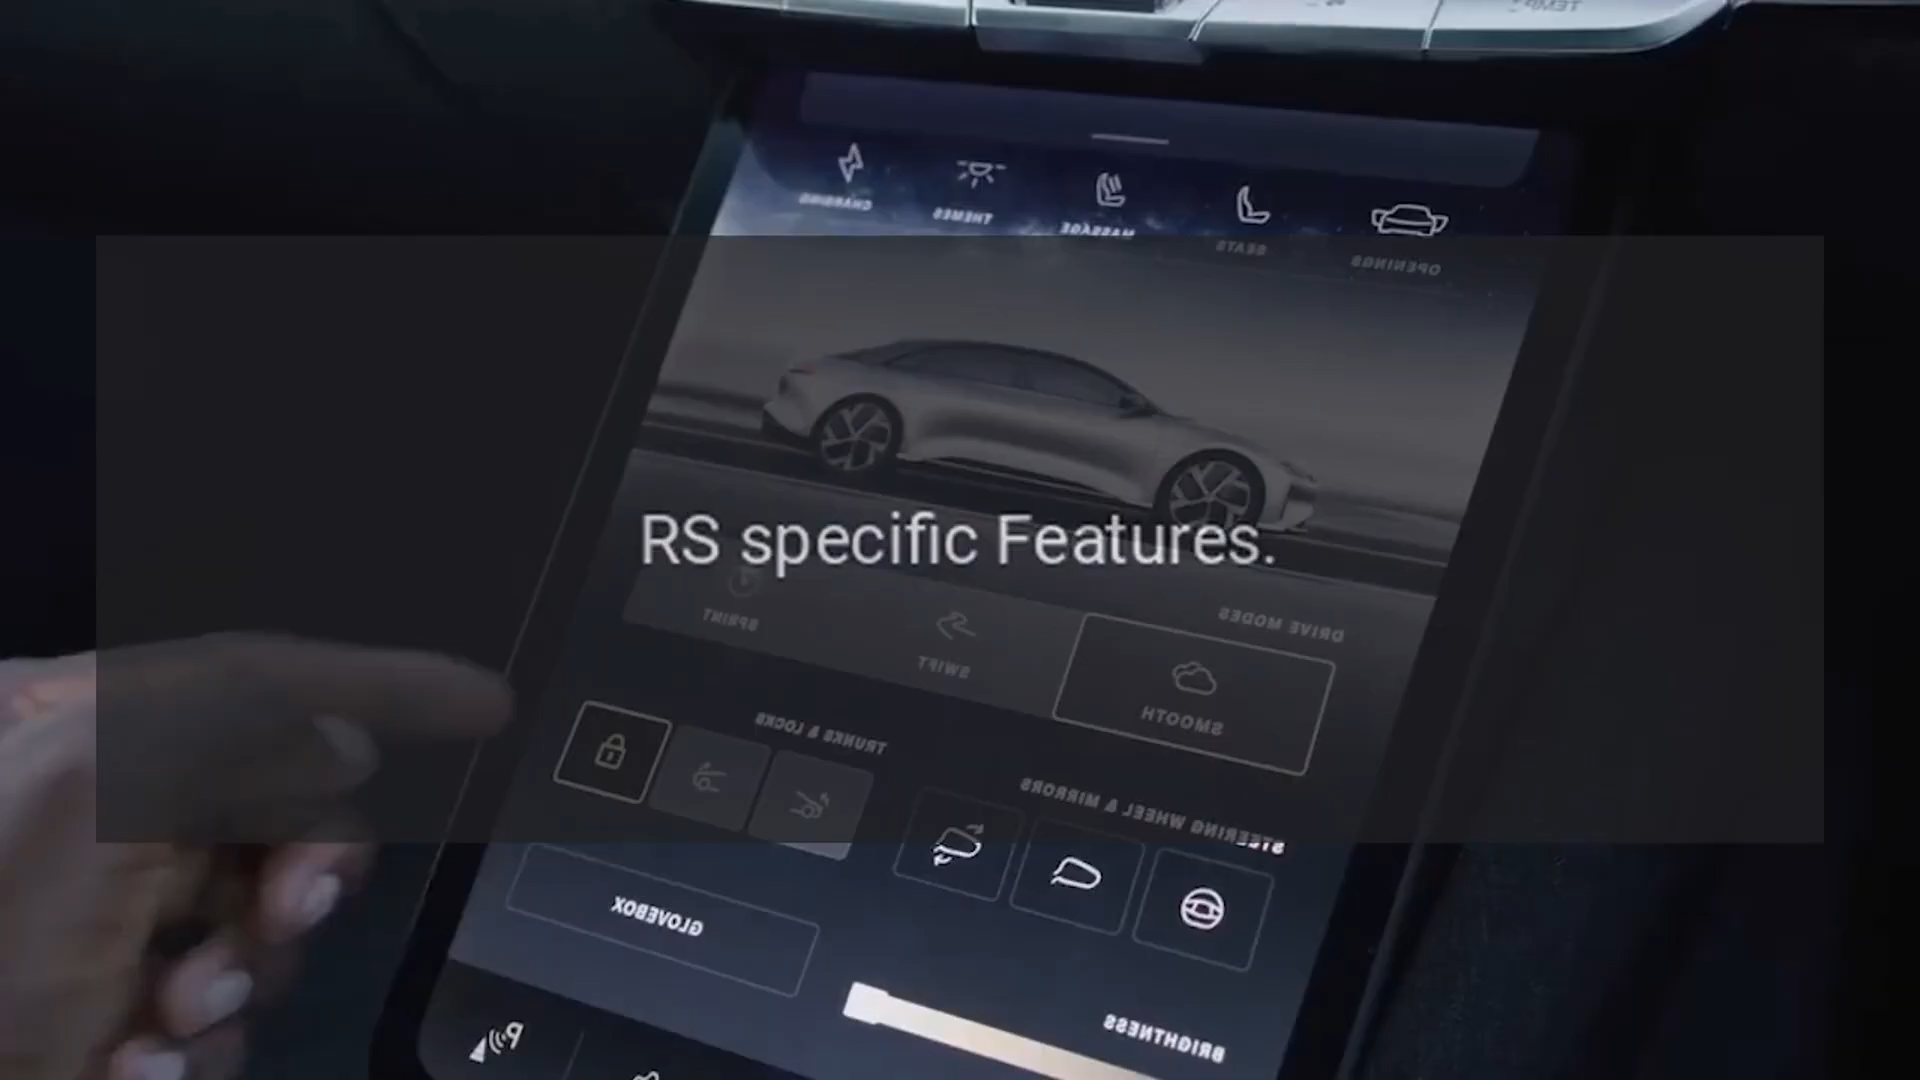 TEMP
CHARGING
THEMES
MASSAGE
SEATS
OPENINGS
RS specific Features.
DRIVE MODES
SPRINT
SWIFT
SMOOTH
TRUNKS & LOCKS
STEERING WHEEL & MIRRORS
GLOVEBOX
BRIGHTNESS
P